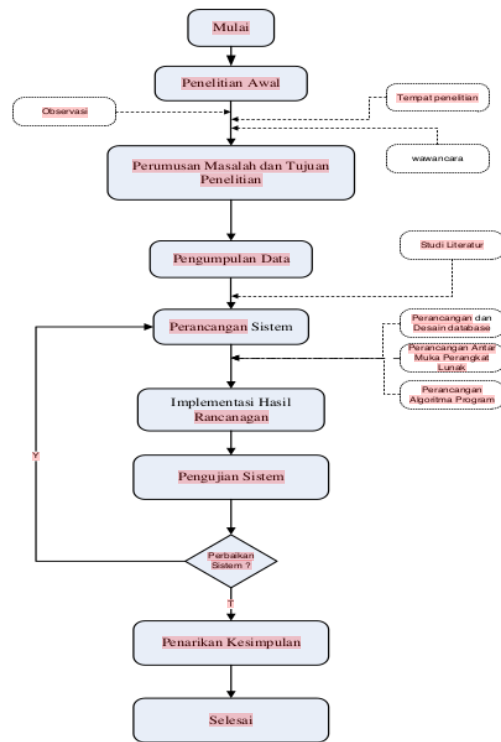 Mulai
Penelitian Awal
Observasi
Tempat penelitian
wawancara
Perumusan Masalah dan Tujuan
Penelitian
Pengumpulan Data
Studi Literatur
Perancangan Sistem
Perancangan dan
Desain database
Perancangan Antar
Muka Perangkat
Lunak
Perancangan
Algoritma Program
Implementasi Hasil
Rancanagan
Pengujian Sistem
Y
Perbaikan
Sistem ?
T
Penarikan Kesimpulan
Selesai